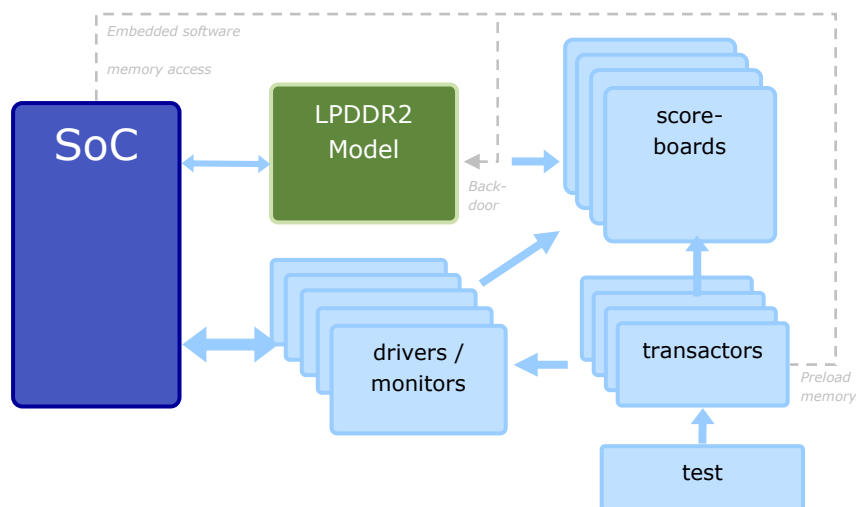 Embedded software
memory access
SoC
LPDDR2
Model
score-
boards
Back-
door
drivers /
monitors
transactors
Preload
memory
test